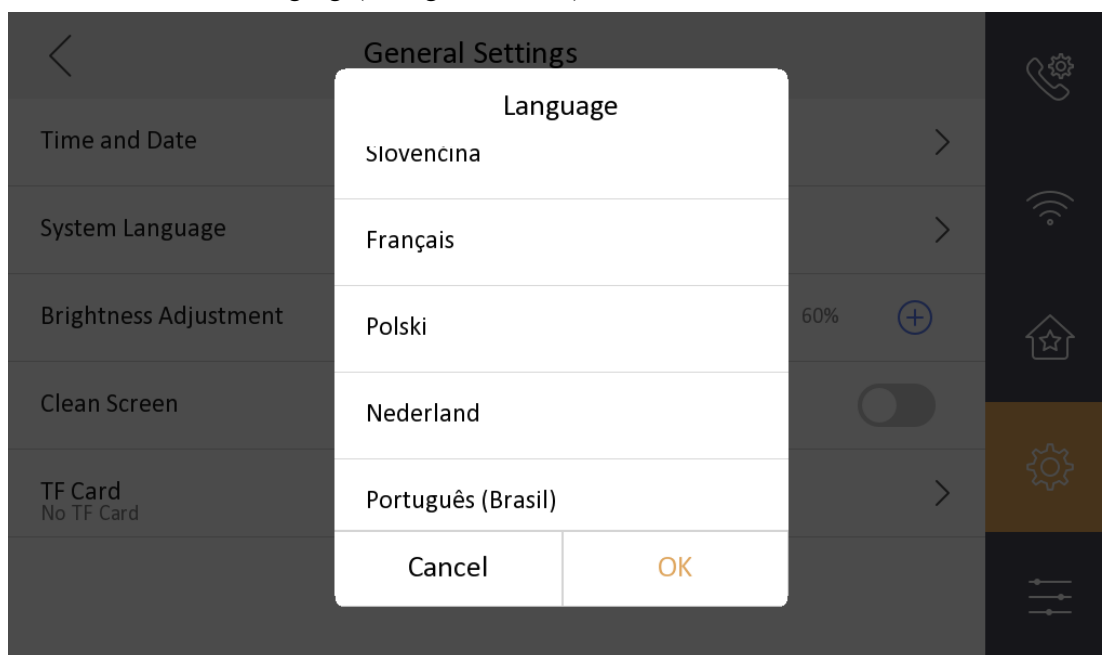 General Settings
Language
Time and Date
Slovenčina
System Language
Français
Brightness Adjustment
Polski
60%
Clean Screen
Nederland
TF Card
No TF Card
Português (Brasil)
Cancel
OK